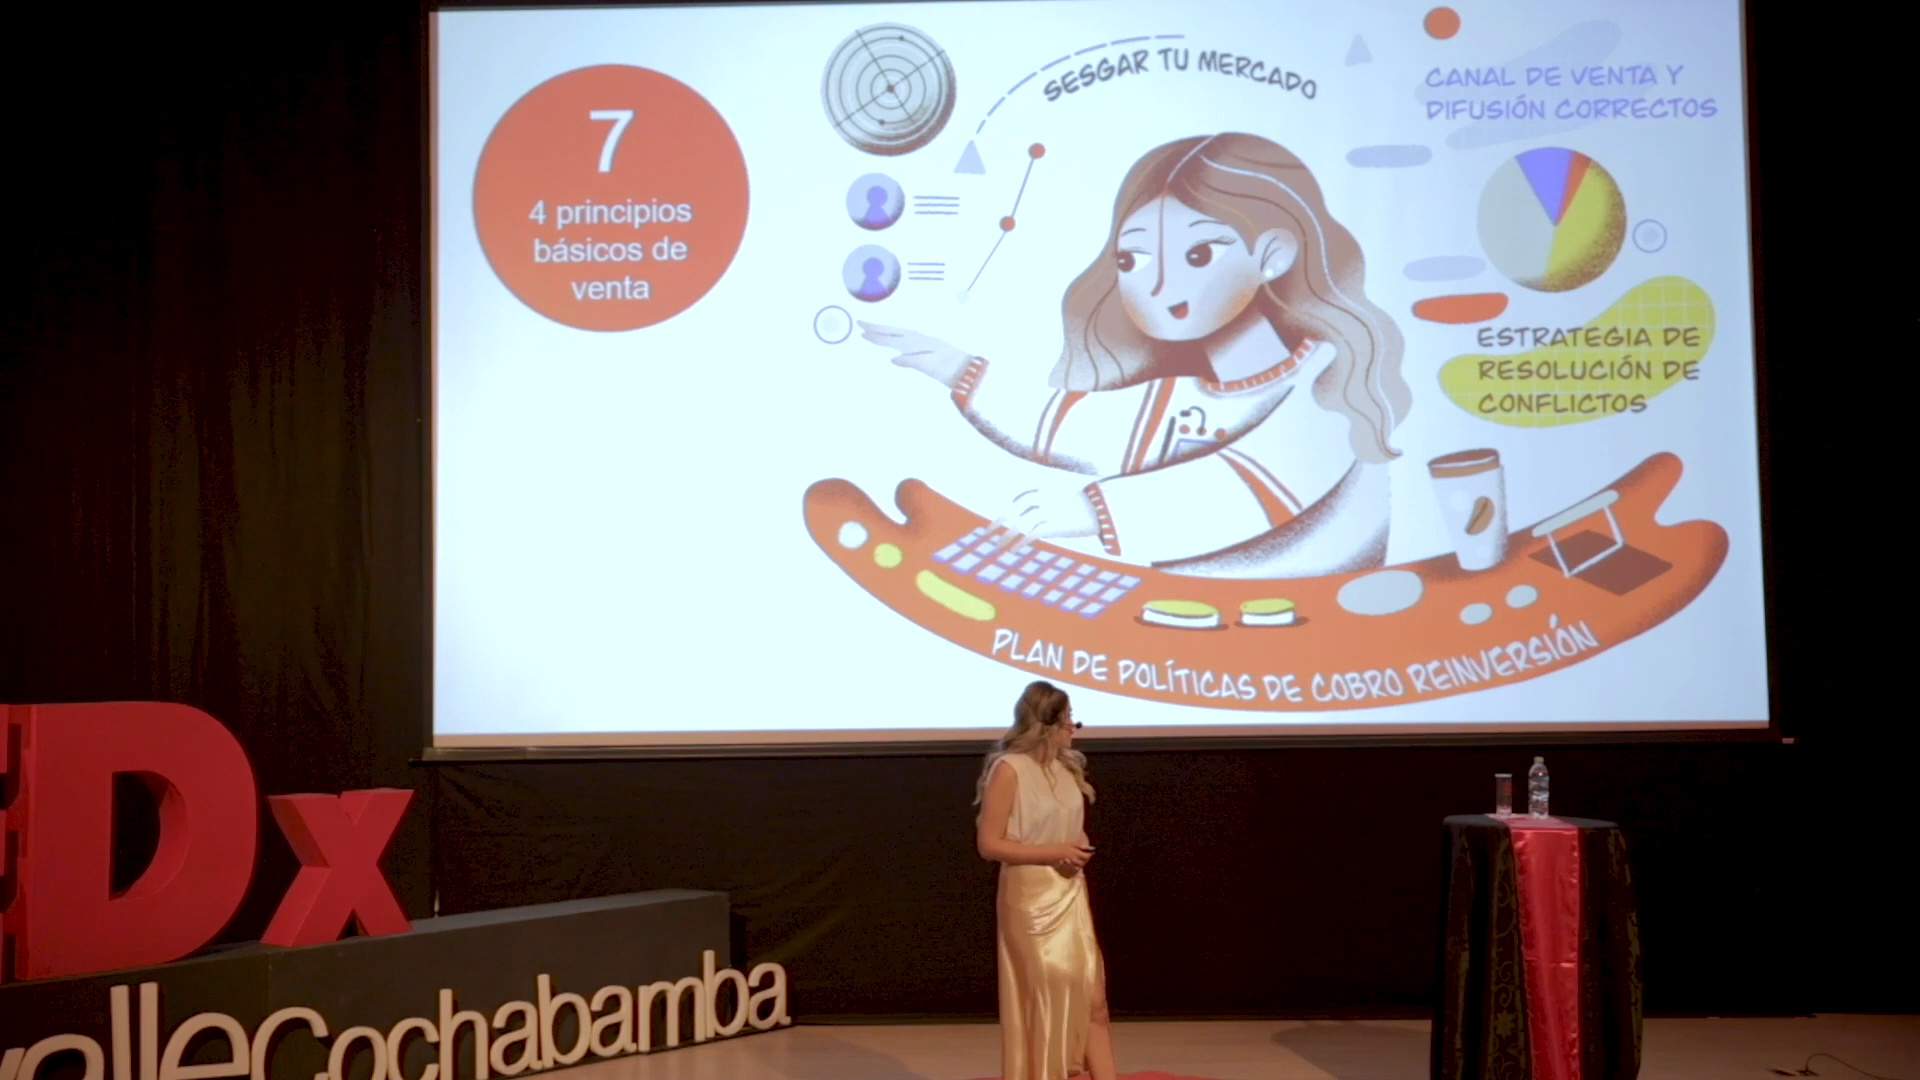 7
4 principios
básicos de
venta
SESGAR TU MERCADO
CANAL DE VENTA Y
DIFUSIÓN CORRECTOS
ESTRATEGIA DE
RESOLUCIÓN DE
CONFLICTOS
PLAN DE POLÍTICAS DE COBRO REINVERSIÓN
EDx
valleCochabamba